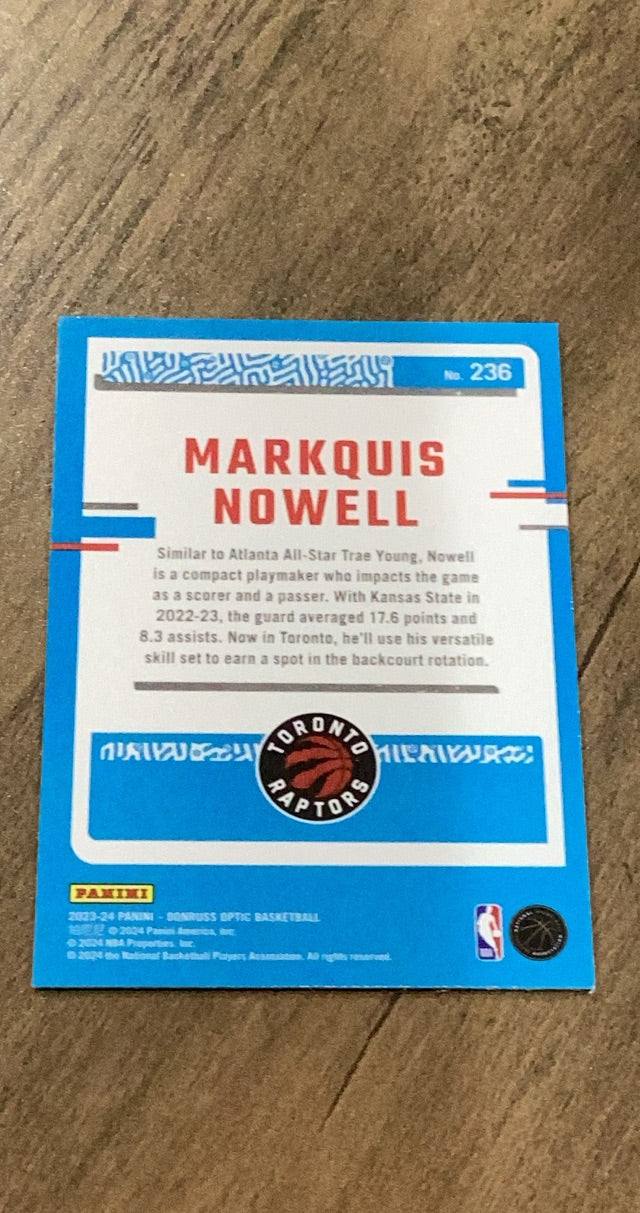 No. 236
MARKQUIS
NOWELL
Similar to Atlanta All-Star Trae Young, Nowell
is a compact playmaker who impacts the game
as a scorer and a passer. With Kansas State in
2022-23, the guard averaged 17.6 points and
8.3 assists. Now in Toronto, he'll use his versatile
skill set to earn a spot in the backcourt rotation.
TORONTO
RAPTORS
PANINI
2023-24 PANINI - DONRUSS OPTIC BASKETBALL
© 2024 Panini America, Inc.
© 2024 NBA Properties, Inc.
© 2024 the National Basketball Players Association. All rights reserved.